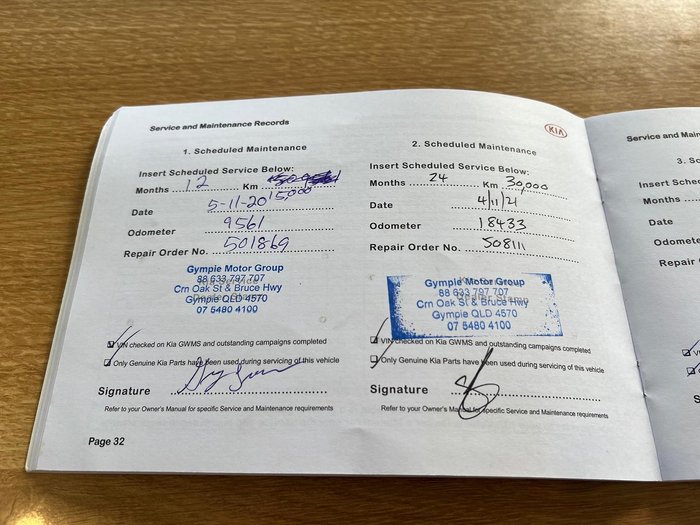 Service and Maintenance Records
KIA
1. Scheduled Maintenance
Insert Scheduled Service Below:
Months 12 Km 15,000
Date 5-11-20
Odometer 9561
Repair Order No. 501869
Gympie Motor Group
88 633 797 707
Crn Oak St & Bruce Hwy
Gympie QLD 4570
07 5480 4100
VIN checked on Kia GWMS and outstanding campaigns completed
Only Genuine Kia Parts have been used during servicing of this vehicle
Signature
Refer to your Owner's Manual for specific Service and Maintenance requirements
Page 32
2. Scheduled Maintenance
Insert Scheduled Service Below:
Months 24 Km 30,000
Date 4/11/21
Odometer 18433
Repair Order No. 508111
Gympie Motor Group
88 633 797 707
Crn Oak St & Bruce Hwy
Gympie QLD 4570
07 5480 4100
VIN checked on Kia GWMS and outstanding campaigns completed
Only Genuine Kia Parts have been used during servicing of this vehicle
Signature
Refer to your Owner's Manual for specific Service and Maintenance requirements
Service and Main
3. S
Insert Sched
Months
Date
Odomete
Repair O
VIN